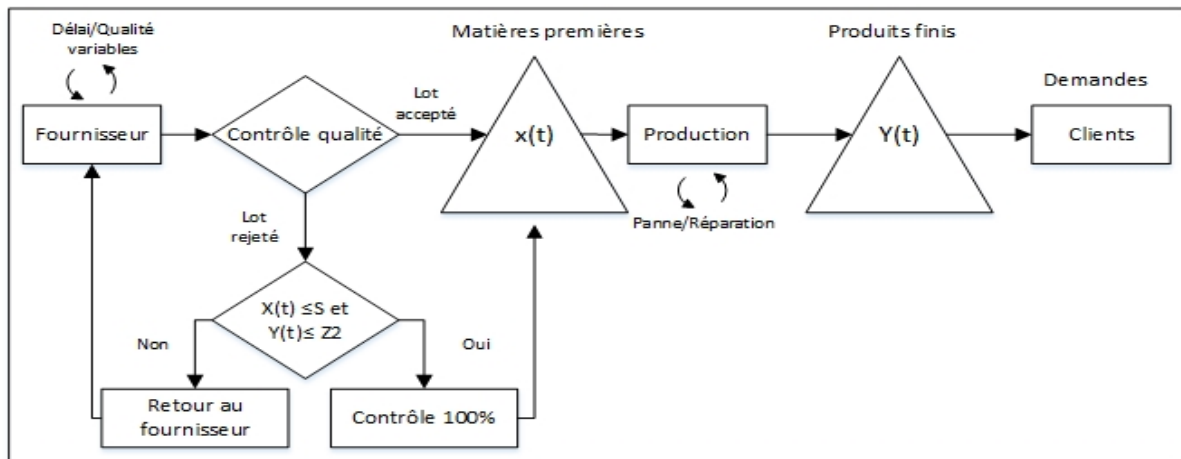 Délai/Qualité
variables
Matières premières
Produits finis
Demandes
Fournisseur
Contrôle qualité
Lot
accepté
x(t)
Production
Y(t)
Clients
Panne/Réparation
Lot
rejeté
X(t) ≤S et
Y(t)≤ Z2
Non
Oui
Retour au
fournisseur
Contrôle 100%